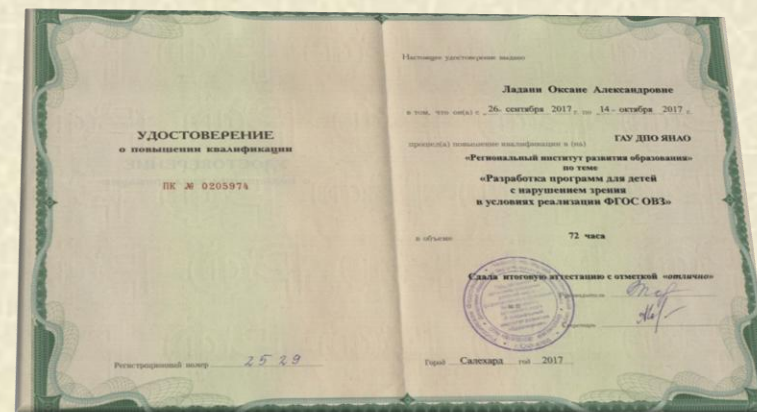 УДОСТОВЕРЕНИЕ
о повышении квалификации
ПК № 0205974
Регистрационный номер 2529
Настоящее удостоверение выдано
Ладани Оксане Александровне
в том, что он(а) с „26„ сентября 2017 г. по „14„ октября 2017 г.
прошел(а) повышение квалификации в (на) ГАУ ДПО ЯНАО
«Региональный институт развития образования»
по теме
«Разработка программ для детей
с нарушением зрения
в условиях реализации ФГОС ОВЗ»
в объеме 72 часа
Сдала итоговую аттестацию с отметкой «отлично»
Руководитель
Секретарь
Город Салехард год 2017